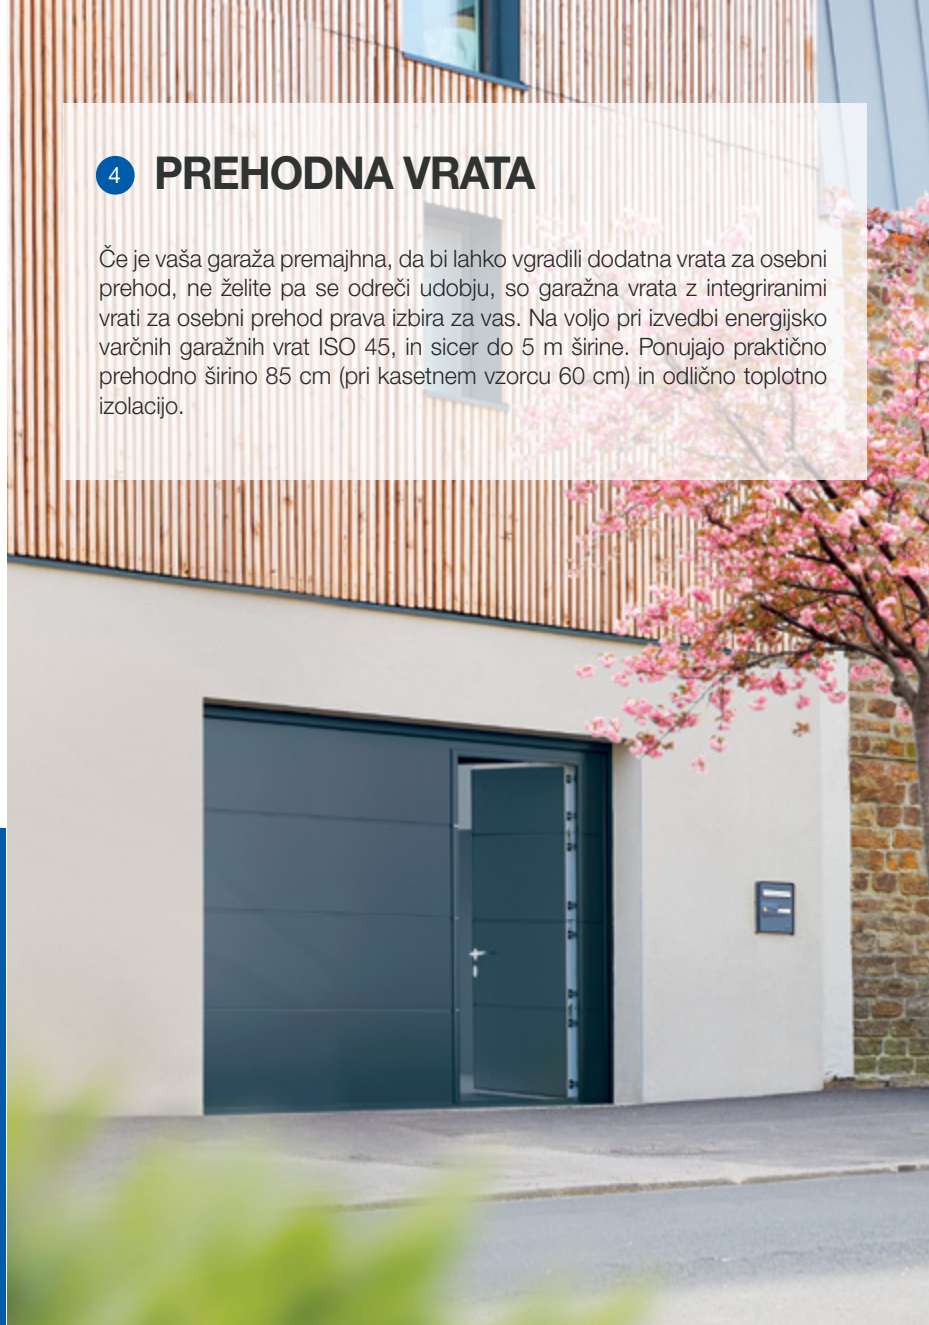 4 PREHODNA VRATA
Če je vaša garaža premajhna, da bi lahko vgradili dodatna vrata za osebni
prehod, ne želite pa se odreči udobju, so garažna vrata z integriranimi
vrati za osebni prehod prava izbira za vas. Na voljo pri izvedbi energijsko
varčnih garažnih vrat ISO 45, in sicer do 5 m širine. Ponujajo praktično
prehodno širino 85 cm (pri kasetnem vzorcu 60 cm) in odlično toplotno
izolacijo.